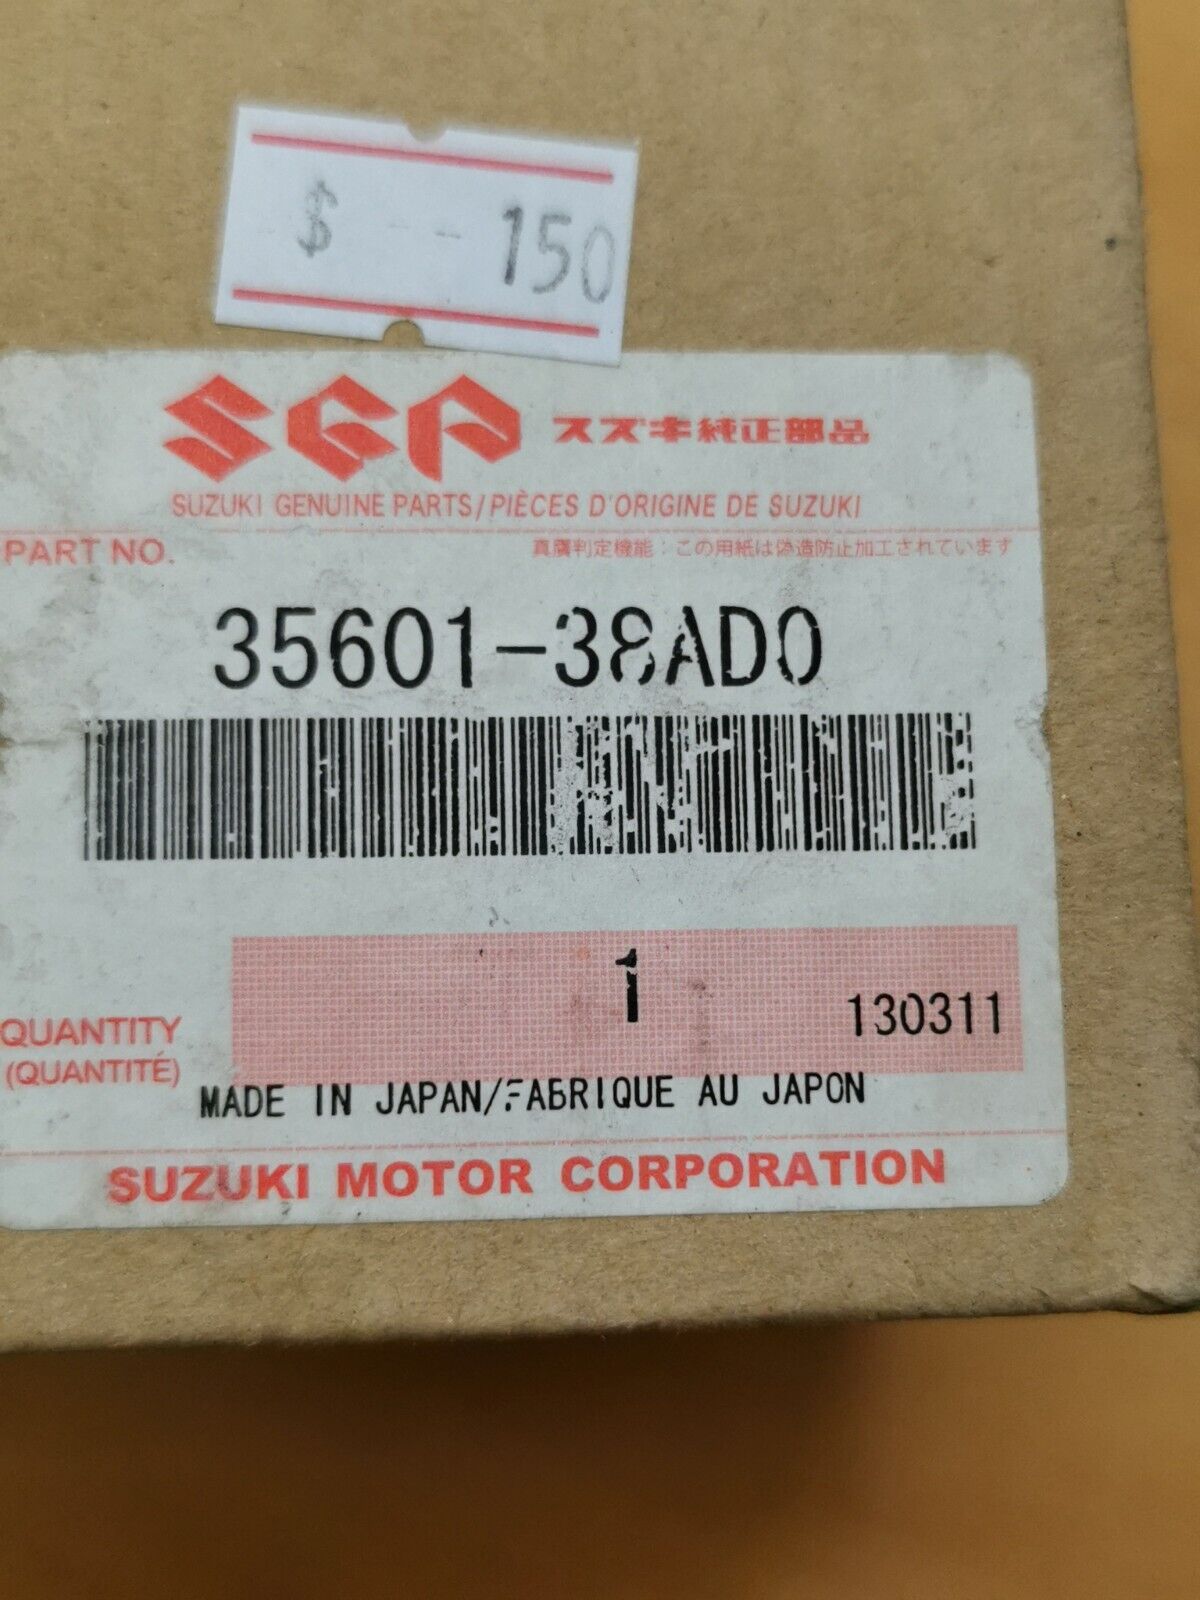 $ 150
SGP スズキ純正部品
SUZUKI GENUINE PARTS/PIÈCES D'ORIGINE DE SUZUKI
PART NO. 真贋判定機能：この用紙は偽造防止加工されています
35601-38AD0
1
130311
QUANTITY
(QUANTITÉ)
MADE IN JAPAN/FABRIQUE AU JAPON
SUZUKI MOTOR CORPORATION